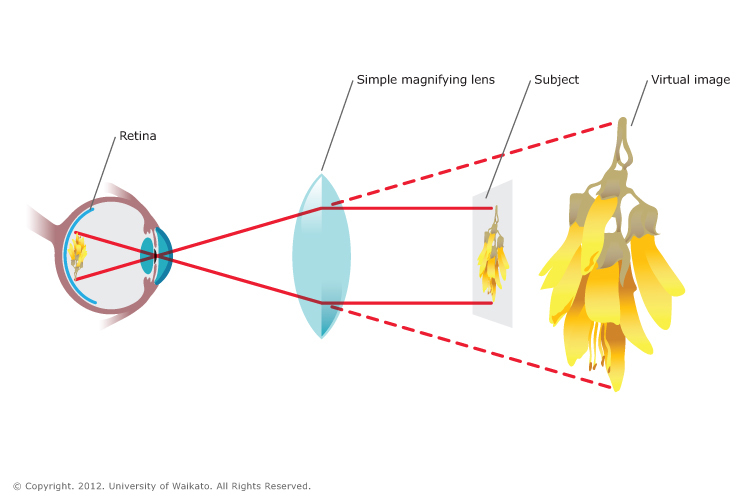 Simple magnifying lens
Subject
Virtual image
Retina
© Copyright. 2012. University of Waikato. All Rights Reserved.